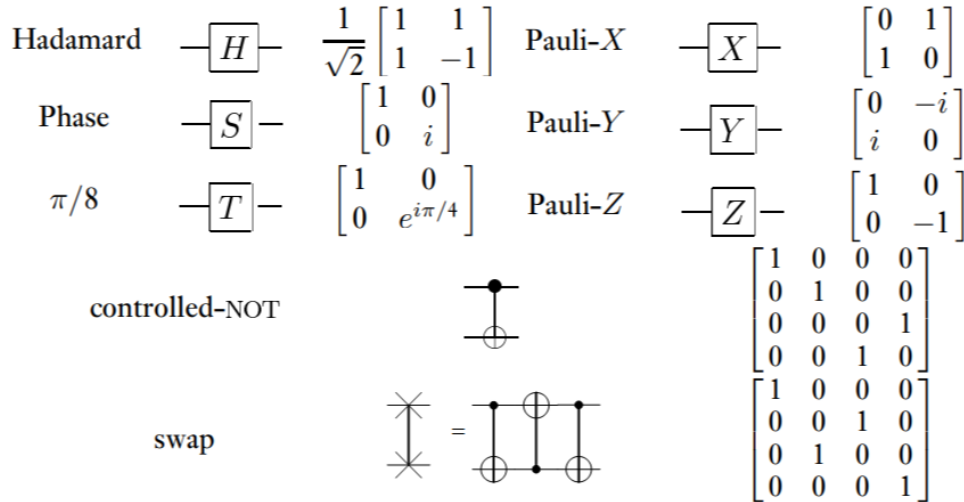 Hadamard H 1/√2 [1 1; 1 −1] Pauli-X X [0 1; 1 0]
Phase S [1 0; 0 i] Pauli-Y Y [0 −i; i 0]
π/8 T [1 0; 0 e^{iπ/4}] Pauli-Z Z [1 0; 0 −1]
controlled-NOT [1 0 0 0; 0 1 0 0; 0 0 0 1; 0 0 1 0]
swap = [1 0 0 0; 0 0 1 0; 0 1 0 0; 0 0 0 1]